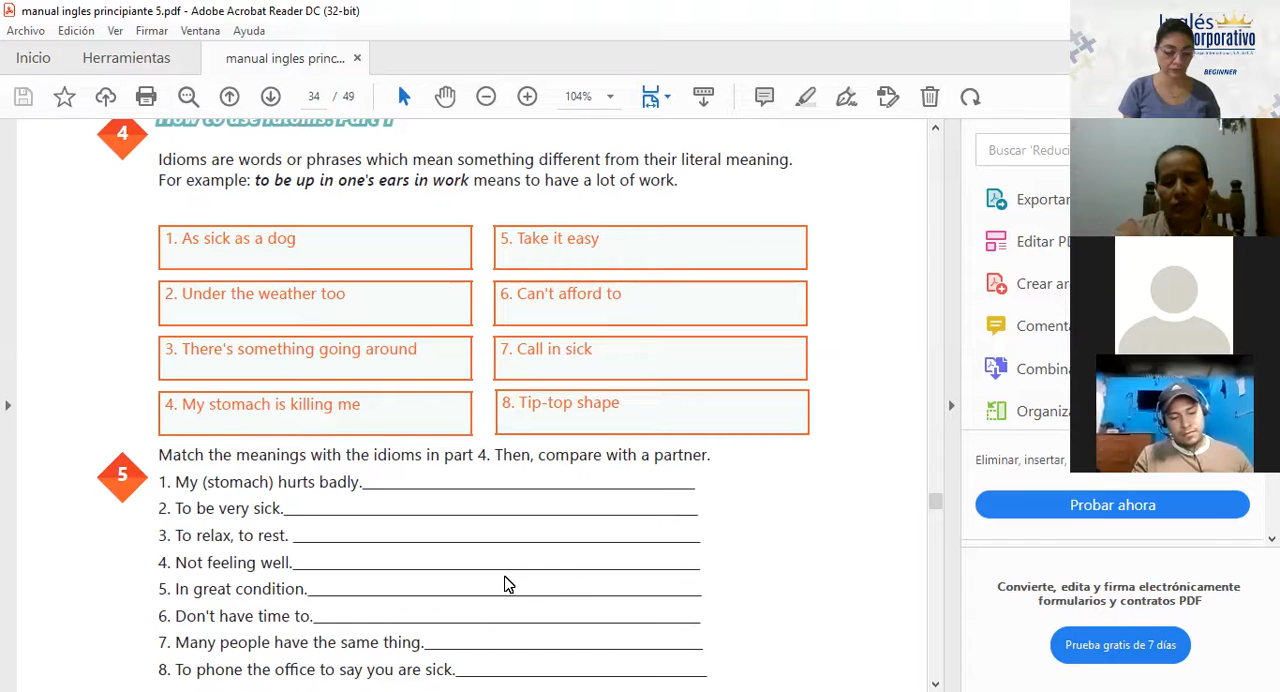 manual ingles principiante 5.pdf - Adobe Acrobat Reader DC (32-bit)
Archivo Edición Ver Firmar Ventana Ayuda
Inicio Herramientas manual ingles princ... ×
34 / 49 104%
4 How to use Idioms. Part 1
Idioms are words or phrases which mean something different from their literal meaning.
For example: to be up in one's ears in work means to have a lot of work.
1. As sick as a dog
5. Take it easy
2. Under the weather too
6. Can't afford to
3. There's something going around
7. Call in sick
4. My stomach is killing me
8. Tip-top shape
5 Match the meanings with the idioms in part 4. Then, compare with a partner.
1. My (stomach) hurts badly.
2. To be very sick.
3. To relax, to rest.
4. Not feeling well.
5. In great condition.
6. Don't have time to.
7. Many people have the same thing.
8. To phone the office to say you are sick.
Buscar 'Reduci
Exportar
Editar PD
Crear ar
Comenta
Combina
Organiza
Eliminar, insertar,
Probar ahora
Convierte, edita y firma electrónicamente
formularios y contratos PDF
Prueba gratis de 7 días
Inglés
orporativo
BEGINNER